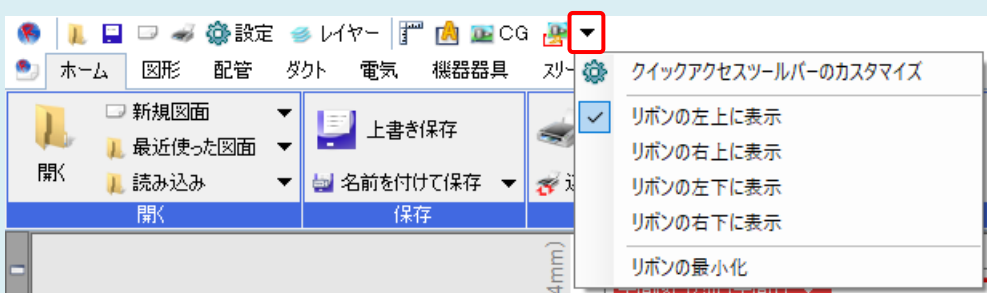 設定 レイヤー CG
ホーム 図形 配管 ダクト 電気 機器器具 スリー
クイックアクセスツールバーのカスタマイズ
リボンの左上に表示
リボンの右上に表示
リボンの左下に表示
リボンの右下に表示
リボンの最小化
開く
新規図面
最近使った図面
読み込み
開く
上書き保存
名前を付けて保存
保存
4mm)